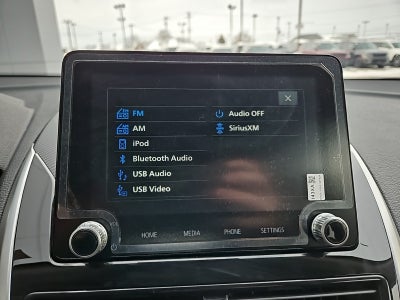 FM
Audio OFF
AM
SiriusXM
iPod
Bluetooth Audio
USB Audio
USB Video
HOME MEDIA PHONE SETTINGS